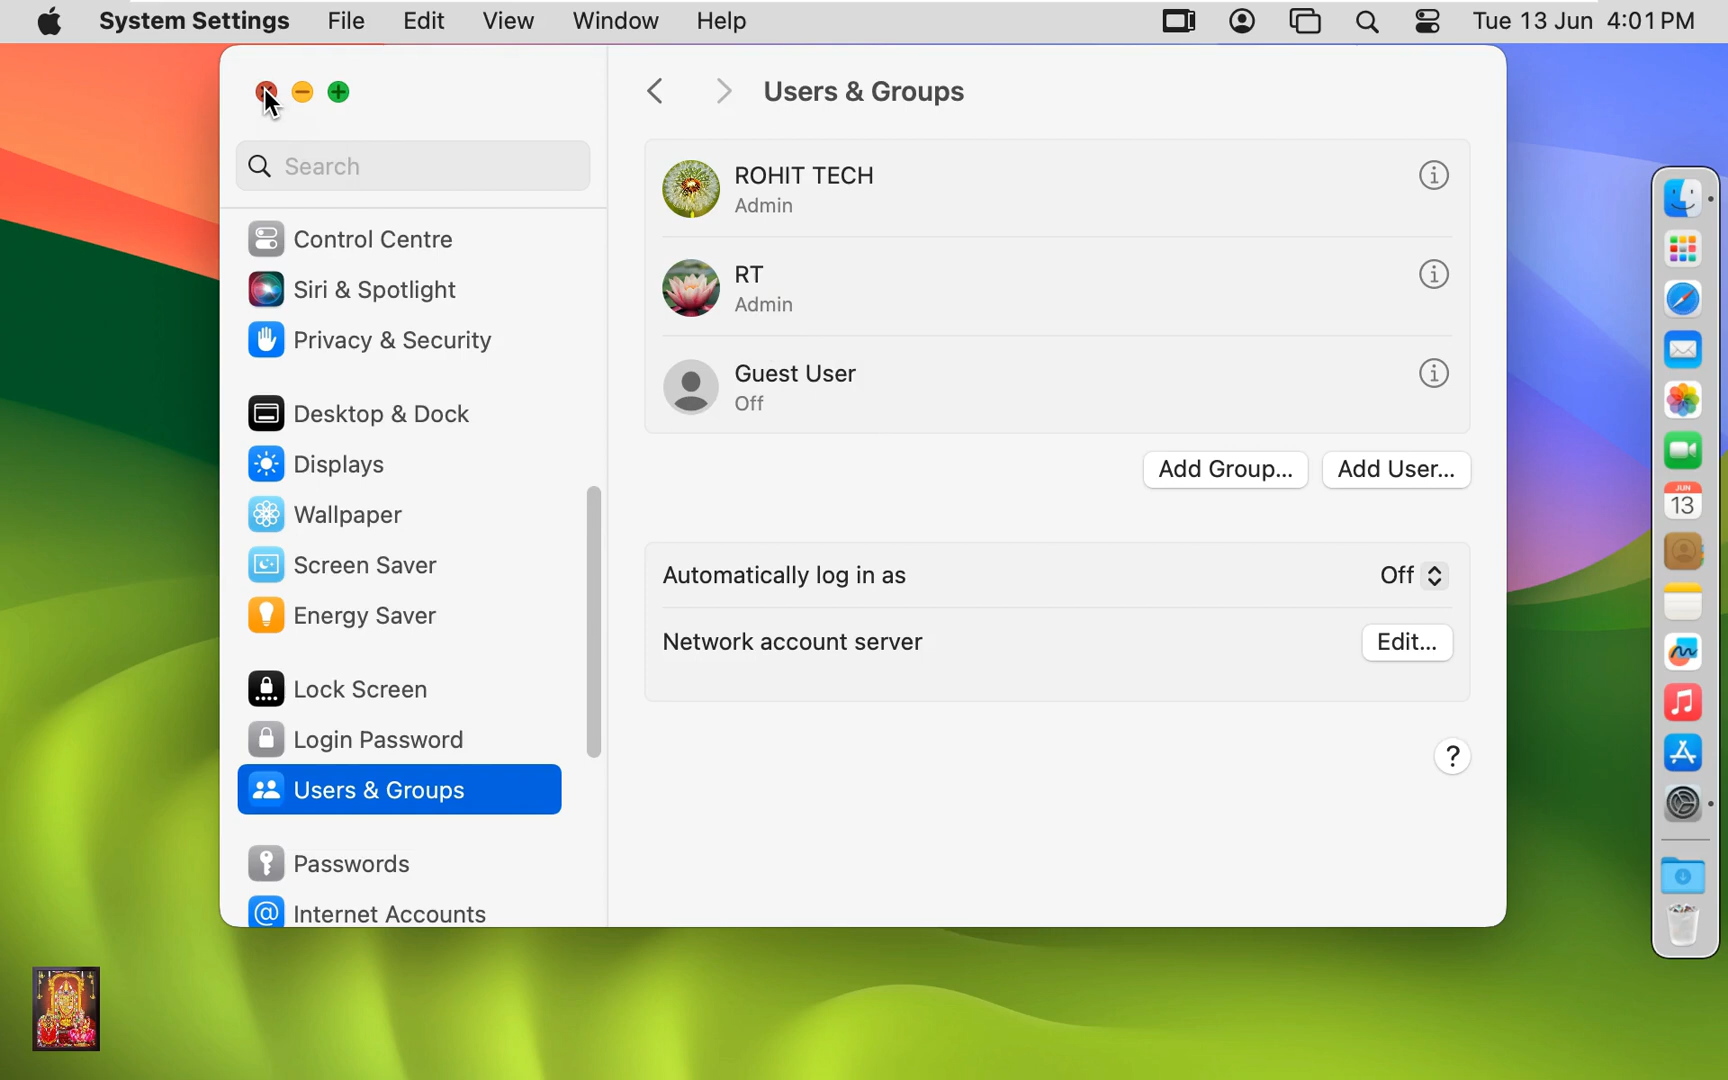 System Settings File Edit View Window Help Tue 13 Jun 4:01 PM
Users & Groups
Search
Control Centre
Siri & Spotlight
Privacy & Security
Desktop & Dock
Displays
Wallpaper
Screen Saver
Energy Saver
Lock Screen
Login Password
Users & Groups
Passwords
@ Internet Accounts
ROHIT TECH
Admin
RT
Admin
Guest User
Off
Add Group... Add User...
Automatically log in as Off
Network account server Edit...
?
JUN
13